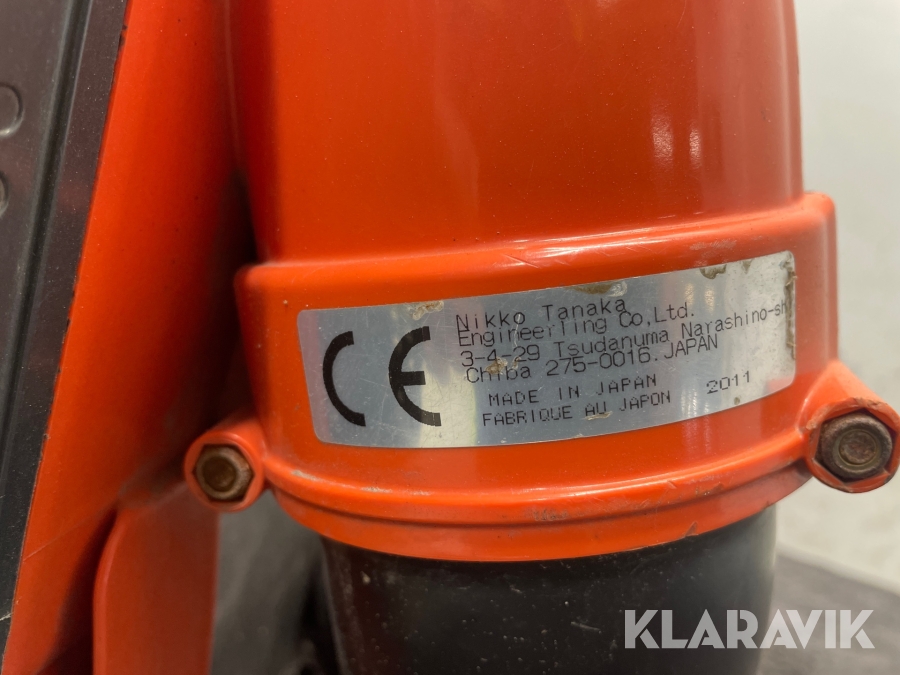 CE
Nikko Tanaka
Engineerling Co,Ltd.
3-4-29 Tsudanuma Narashino-sh
Chiba 275-0016.JAPAN
MADE IN JAPAN 2011
FABRIQUE AU JAPON
KLARAVIK